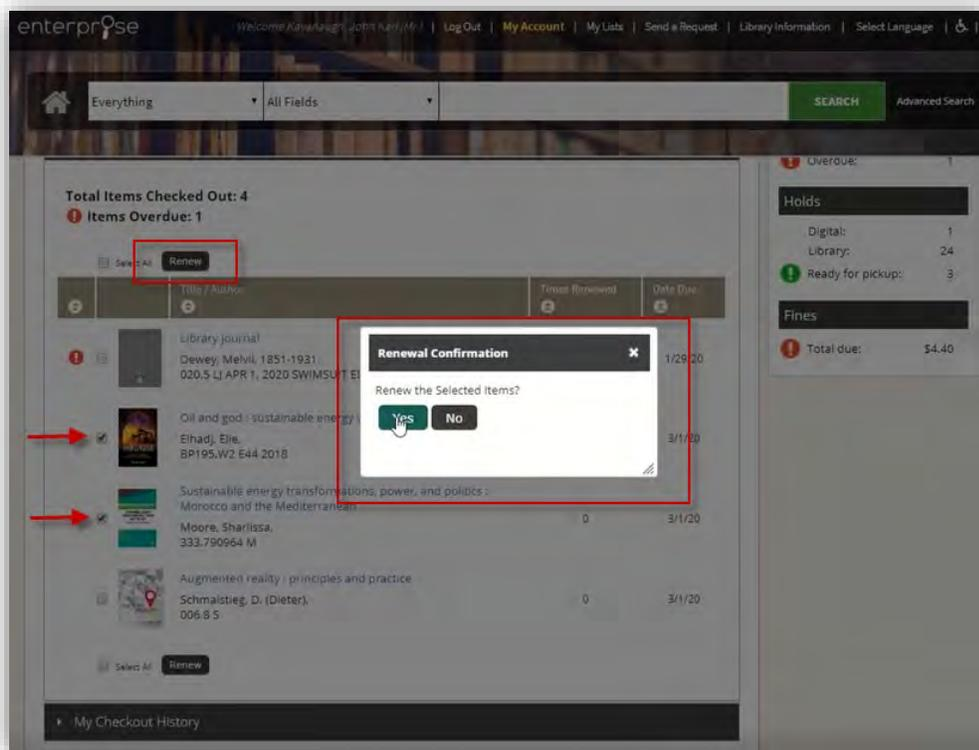 enterprise
Welcome Kavanaugh, John Karl (Mr.) | Log Out | My Account | My Lists | Send a Request | Library Information | Select Language |
Everything All Fields SEARCH Advanced Search
Overdue: 1
Total Items Checked Out: 4
Items Overdue: 1
Select All Renew
Title / Author Times Renewed Date Due
Library journal
Dewey, Melvil, 1851-1931.
020.5 LJ APR 1, 2020 SWIMSUIT 1/29/20
Oil and god : sustainable energy
Elhadj, Elie.
BP195.W2 E44 2018
3/1/20
Sustainable energy transformations, power, and politics :
Morocco and the Mediterranean
Moore, Sharlissa.
333.790964 M
0 3/1/20
Augmented reality : principles and practice
Schmalstieg, D. (Dieter),
006.8 S
0 3/1/20
Select All Renew
My Checkout History
Renewal Confirmation
Renew the Selected Items?
Yes No
Holds
Digital: 1
Library: 24
Ready for pickup: 3
Fines
Total due: $4.40